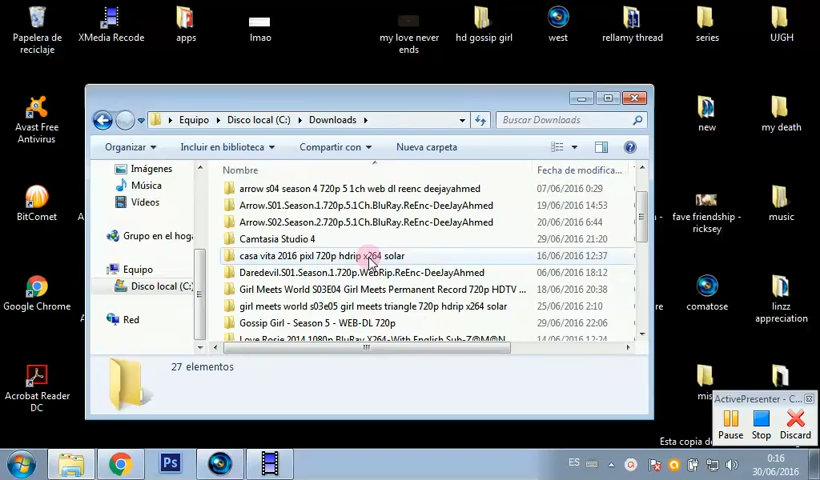 Papelera de reciclaje
XMedia Recode
apps
lmao
my love never ends
hd gossip girl
west
rellamy thread
series
UJGH
Avast Free Antivirus
new
my death
BitComet
fave friendship - ricksey
music
Google Chrome
comatose
linzz appreciation
Acrobat Reader DC
Equipo
Disco local (C:)
Downloads
Buscar Downloads
Organizar
Incluir en biblioteca
Compartir con
Nueva carpeta
Imágenes
Música
Vídeos
Grupo en el hoga
Equipo
Disco local (C:)
Red
Nombre
Fecha de modifica...
arrow s04 season 4 720p 5 1ch web dl reenc deejayahmed 07/06/2016 0:29
Arrow.S01.Season.1.720p.5.1Ch.BluRay.ReEnc-DeeJayAhmed 19/06/2016 14:53
Arrow.S02.Season.2.720p.5.1Ch.BluRay.ReEnc-DeeJayAhmed 20/06/2016 6:44
Camtasia Studio 4 29/06/2016 21:20
casa vita 2016 pixl 720p hdrip x264 solar 16/06/2016 12:37
Daredevil.S01.Season.1.720p.WebRip.ReEnc-DeeJayAhmed 06/06/2016 18:12
Girl Meets World S03E04 Girl Meets Permanent Record 720p HDTV ... 27/06/2016 9:02
girl meets world s03e05 girl meets triangle 720p hdrip x264 solar 25/06/2016 2:10
Gossip Girl - Season 5 - WEB-DL 720p 29/06/2016 22:06
Love Rosie 2014 1080p BluRay X264-With English Sub-Z@M@N... 14/06/2016 12:24
27 elementos
ActivePresenter - C...
Pause
Stop
Discard
Esta copia de
Ps
ES
0:16
30/06/2016